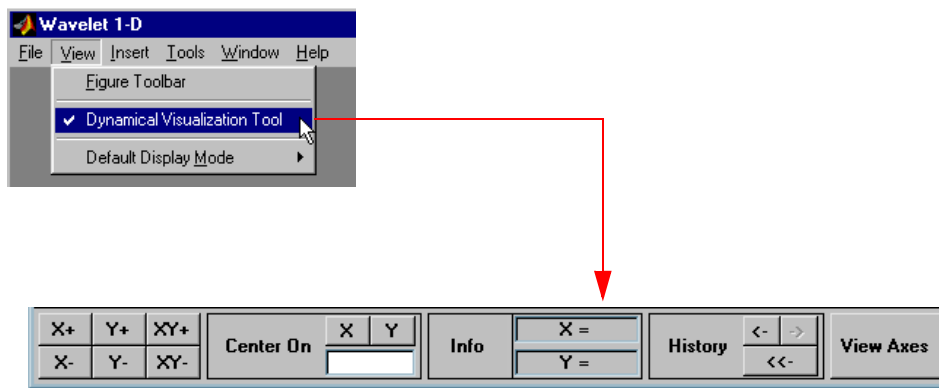 Wavelet 1-D
File View Insert Tools Window Help
Figure Toolbar
Dynamical Visualization Tool
Default Display Mode
X+ Y+ XY+ Center On X Y Info X = History <- -> View Axes
X- Y- XY- Y = <<-